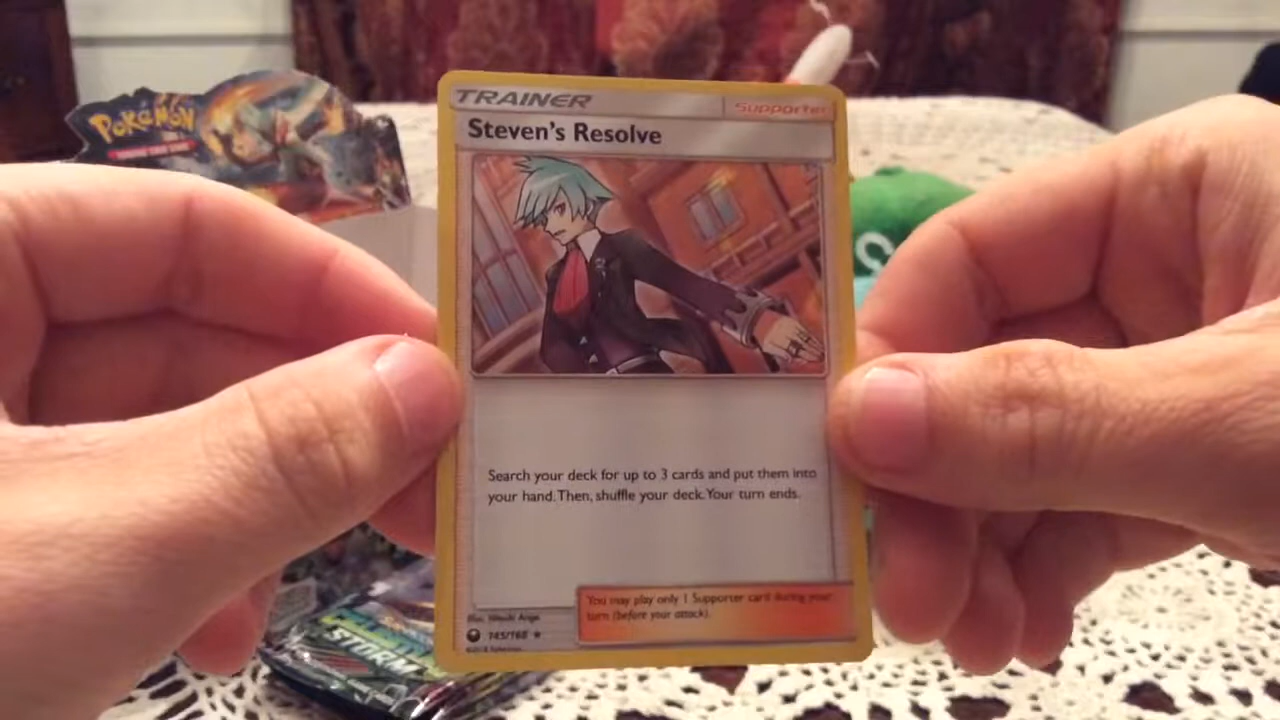 POKéMON
TRAINER
Supporter
Steven's Resolve
Search your deck for up to 3 cards and put them into
your hand. Then, shuffle your deck. Your turn ends.
You may play only 1 Supporter card during your
turn (before your attack).
145/168 ★
STORM